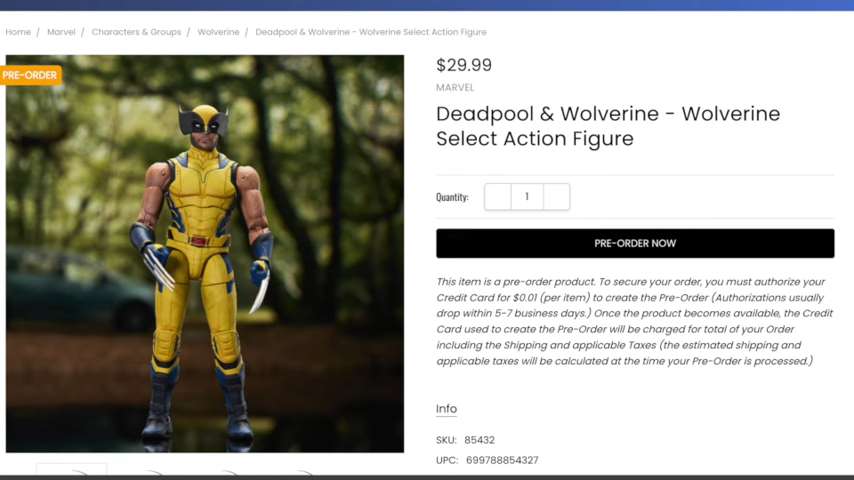 Home / Marvel / Characters & Groups / Wolverine / Deadpool & Wolverine - Wolverine Select Action Figure
PRE-ORDER
$29.99
MARVEL
Deadpool & Wolverine - Wolverine
Select Action Figure
Quantity: 1
PRE-ORDER NOW
This item is a pre-order product. To secure your order, you must authorize your
Credit Card for $0.01 (per item) to create the Pre-Order (Authorizations usually
drop within 5-7 business days.) Once the product becomes available, the Credit
Card used to create the Pre-Order will be charged for total of your Order
including the Shipping and applicable Taxes (the estimated shipping and
applicable taxes will be calculated at the time your Pre-Order is processed.)
Info
SKU: 85432
UPC: 699788854327